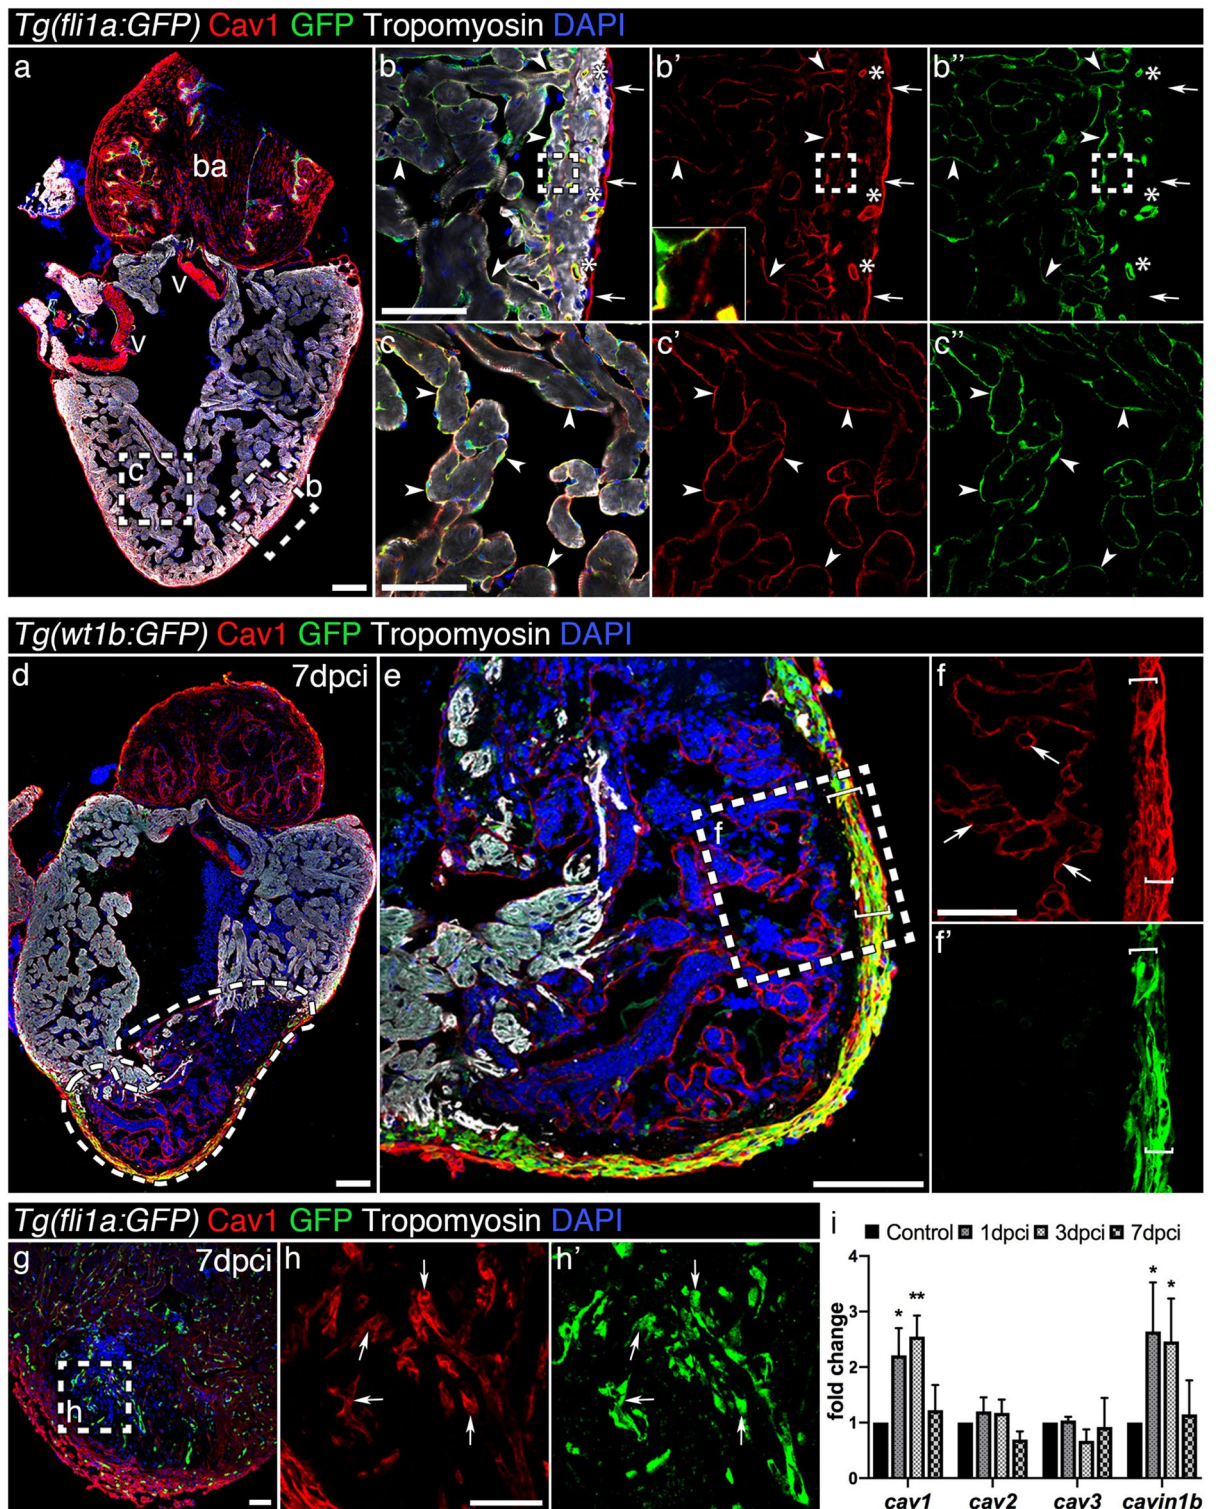 Tg(fli1a:GFP) Cav1 GFP Tropomyosin DAPI
a
ba
v
v
c
b
b
*
*
*
b'
*
*
b''
*
*
*
c
c'
c''
Tg(wt1b:GFP) Cav1 GFP Tropomyosin DAPI
d 7dpci
e
f
f
f'
Tg(fli1a:GFP) Cav1 GFP Tropomyosin DAPI
g 7dpci
h
h
h'
i
Control 1dpci 3dpci 7dpci
fold change
4
3
2
1
0
* ** * *
cav1 cav2 cav3 cavin1b